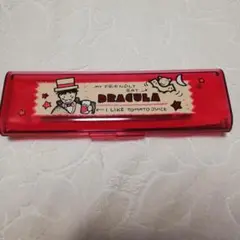 MY FRIENDLY
BAT
DRACULA
I LIKE TOMATO JUICE